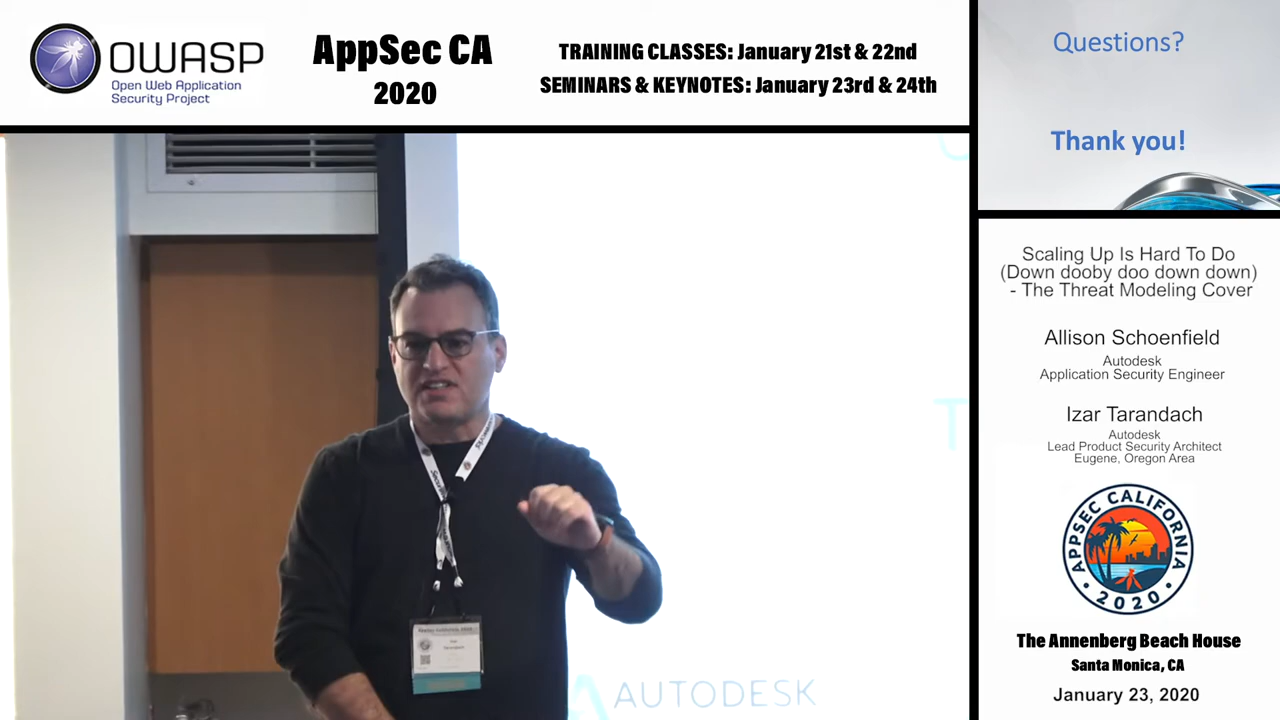 OWASP
Open Web Application
Security Project
AppSec CA
2020
TRAINING CLASSES: January 21st & 22nd
SEMINARS & KEYNOTES: January 23rd & 24th
Questions?
Thank you!
Scaling Up Is Hard To Do
(Down dooby doo down down)
- The Threat Modeling Cover
Allison Schoenfield
Autodesk
Application Security Engineer
Izar Tarandach
Autodesk
Lead Product Security Architect
Eugene, Oregon Area
APPSEC CALIFORNIA
2020
The Annenberg Beach House
Santa Monica, CA
January 23, 2020
AUTODESK